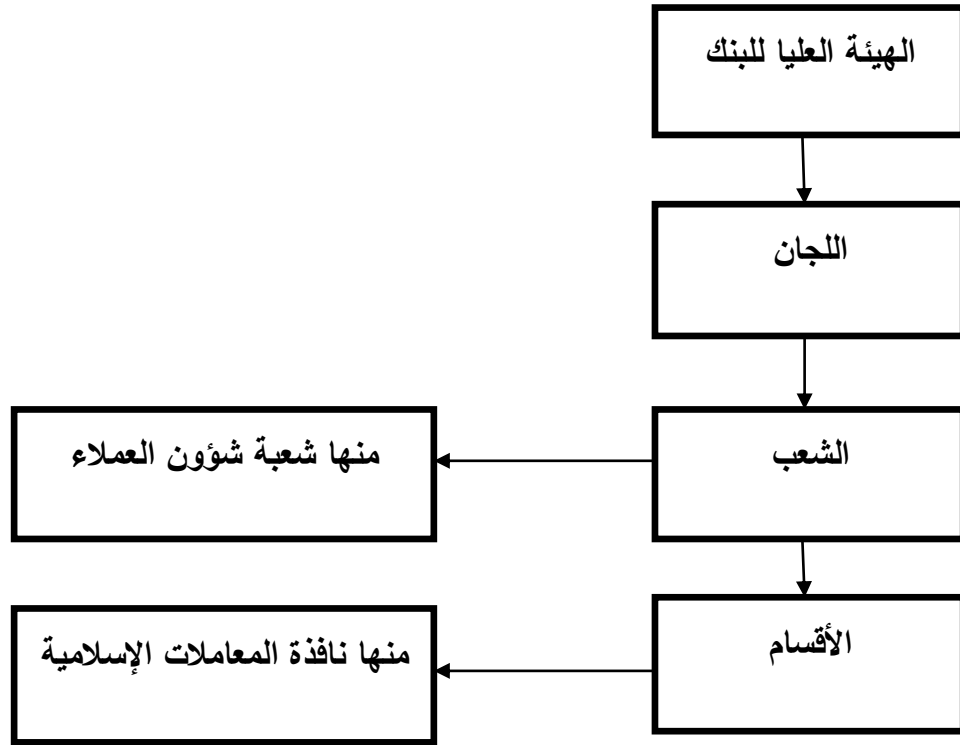 الهيئة العليا للبنك
اللجان
الشعب
منها شعبة شؤون العملاء
الأقسام
منها نافذة المعاملات الإسلامية